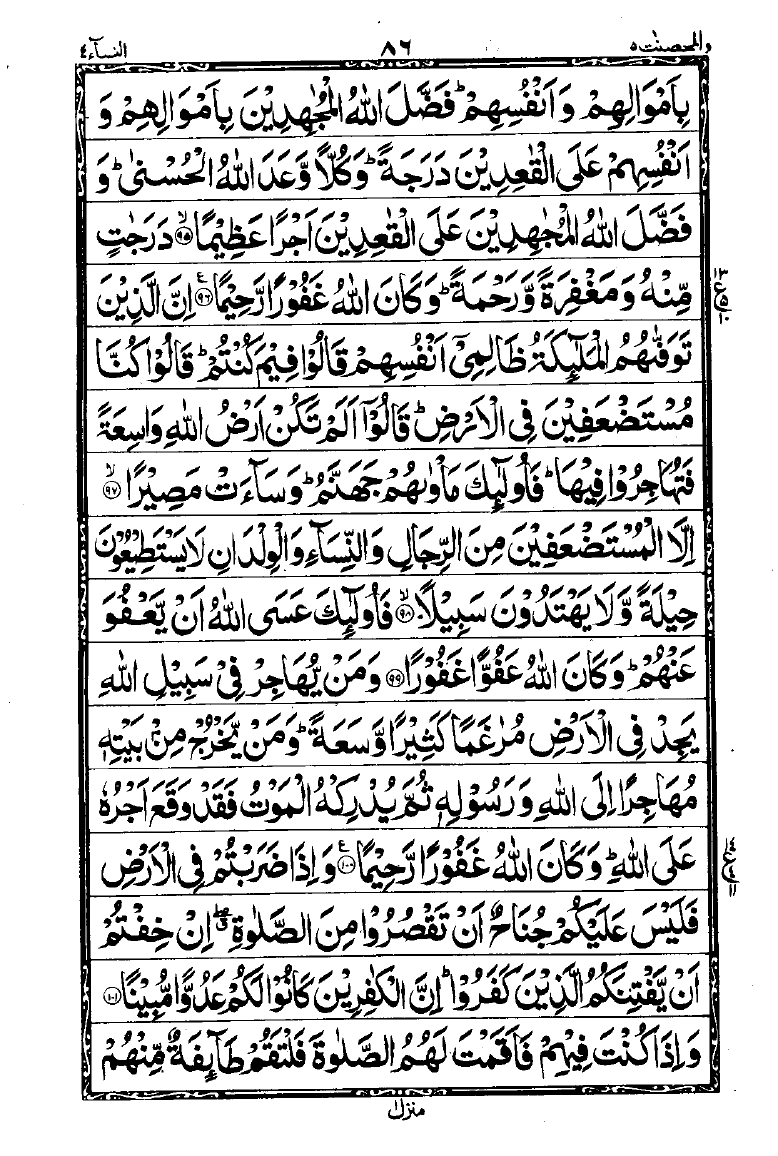 والمحصنت ٥ ٨٦ النسآء ٤
بِاَمْوَالِهِمْ وَ اَنْفُسِهِمْ ؕ فَضَّلَ اللّٰهُ الْمُجٰهِدِيْنَ بِاَمْوَالِهِمْ وَ
اَنْفُسِهِمْ عَلَى الْقٰعِدِيْنَ دَرَجَةً ؕ وَكُلًّا وَّعَدَ اللّٰهُ الْحُسْنٰى ؕ وَ
فَضَّلَ اللّٰهُ الْمُجٰهِدِيْنَ عَلَى الْقٰعِدِيْنَ اَجْرًا عَظِيْمًا ۙ﴿٩٥﴾ دَرَجٰتٍ
مِّنْهُ وَ مَغْفِرَةً وَّ رَحْمَةً ؕ وَكَانَ اللّٰهُ غَفُوْرًا رَّحِيْمًا ﴿٩٦﴾ ع اِنَّ الَّذِيْنَ
تَوَفّٰىهُمُ الْمَلٰٓئِكَةُ ظَالِمِيْۤ اَنْفُسِهِمْ قَالُوْا فِيْمَ كُنْتُمْ ؕ قَالُوْا كُنَّا
مُسْتَضْعَفِيْنَ فِى الْاَرْضِ ؕ قَالُوْۤا اَلَمْ تَكُنْ اَرْضُ اللّٰهِ وَاسِعَةً
فَتُهَاجِرُوْا فِيْهَا ؕ فَاُولٰٓئِكَ مَاْوٰىهُمْ جَهَنَّمُ ؕ وَسَآءَتْ مَصِيْرًا ۙ﴿٩٧﴾
اِلَّا الْمُسْتَضْعَفِيْنَ مِنَ الرِّجَالِ وَ النِّسَآءِ وَ الْوِلْدَانِ لَا يَسْتَطِيْعُوْنَ
حِيْلَةً وَّ لَا يَهْتَدُوْنَ سَبِيْلًا ۙ﴿٩٨﴾ فَاُولٰٓئِكَ عَسَى اللّٰهُ اَنْ يَّعْفُوَ
عَنْهُمْ ؕ وَكَانَ اللّٰهُ عَفُوًّا غَفُوْرًا ﴿٩٩﴾ وَمَنْ يُّهَاجِرْ فِيْ سَبِيْلِ اللّٰهِ
يَجِدْ فِى الْاَرْضِ مُرٰغَمًا كَثِيْرًا وَّسَعَةً ؕ وَمَنْ يَّخْرُجْ مِنْۢ بَيْتِهٖ
مُهَاجِرًا اِلَى اللّٰهِ وَ رَسُوْلِهٖ ثُمَّ يُدْرِكْهُ الْمَوْتُ فَقَدْ وَقَعَ اَجْرُهٗ
عَلَى اللّٰهِ ؕ وَكَانَ اللّٰهُ غَفُوْرًا رَّحِيْمًا ﴿١٠٠﴾ ع وَ اِذَا ضَرَبْتُمْ فِى الْاَرْضِ
فَلَيْسَ عَلَيْكُمْ جُنَاحٌ اَنْ تَقْصُرُوْا مِنَ الصَّلٰوةِ ۖ اِنْ خِفْتُمْ
اَنْ يَّفْتِنَكُمُ الَّذِيْنَ كَفَرُوْا ؕ اِنَّ الْكٰفِرِيْنَ كَانُوْا لَكُمْ عَدُوًّا مُّبِيْنًا ﴿١٠١﴾
وَ اِذَا كُنْتَ فِيْهِمْ فَاَقَمْتَ لَهُمُ الصَّلٰوةَ فَلْتَقُمْ طَآئِفَةٌ مِّنْهُمْ
منزل ١